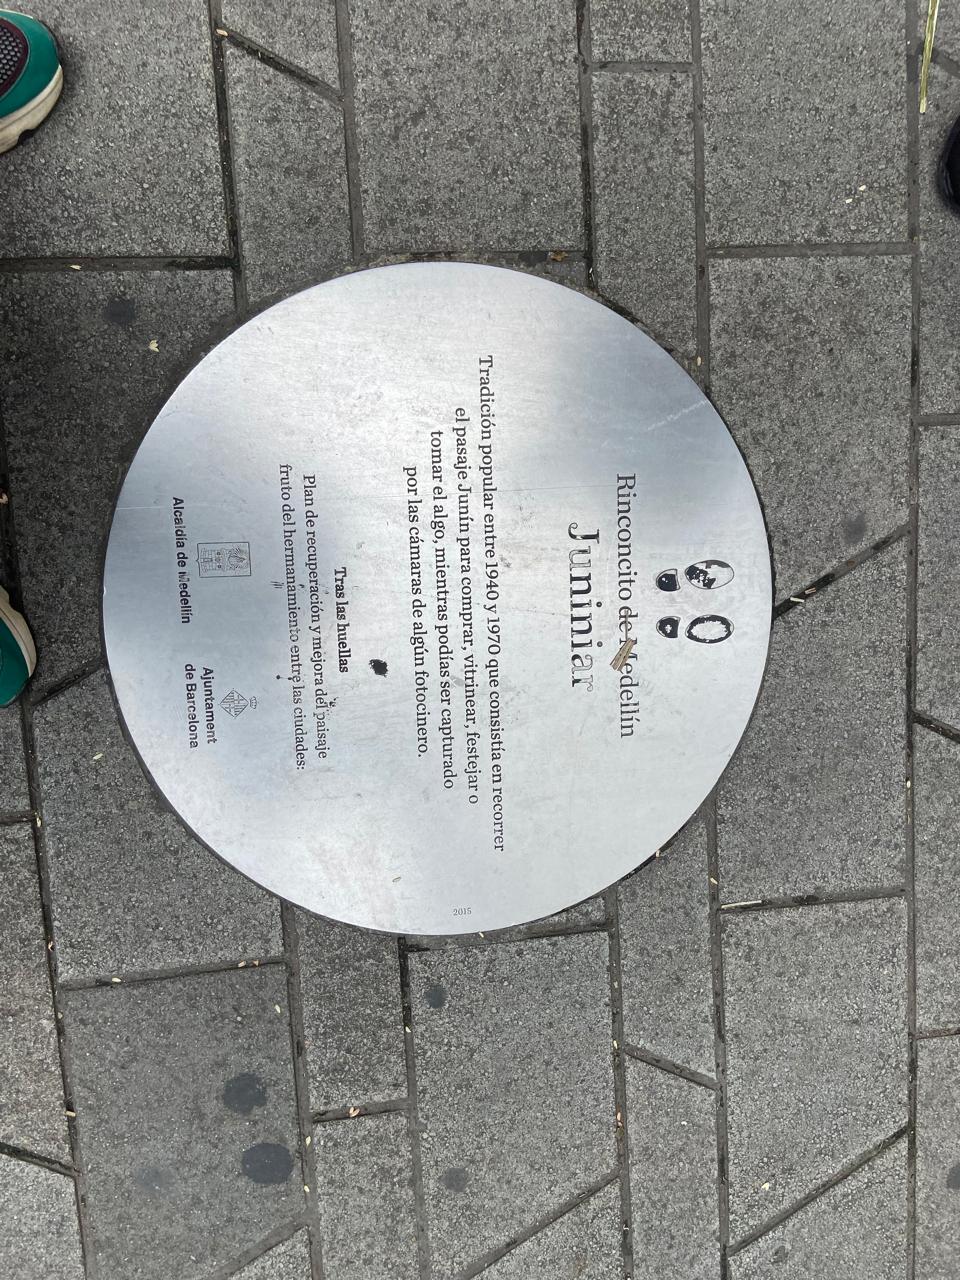 Rinconcito de Medellín
Juniniar
Tradición popular entre 1940 y 1970 que consistía en recorrer
el pasaje Junín para comprar, vitrinear, festejar o
tomar el algo, mientras podías ser capturado
por las cámaras de algún fotocinero.
2015
Tras las huellas
Plan de recuperación y mejora del paisaje
fruto del hermanamiento entre las ciudades:
Alcaldía de Medellín
Ajuntament
de Barcelona